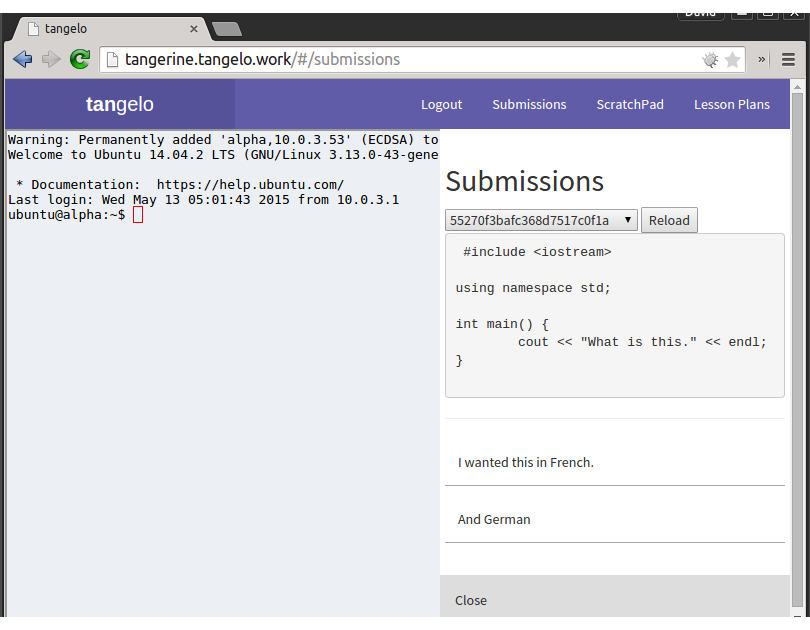 David
tangelo
tangerine.tangelo.work/#/submissions
»
tangelo
Logout Submissions ScratchPad Lesson Plans
Warning: Permanently added 'alpha,10.0.3.53' (ECDSA) to
Welcome to Ubuntu 14.04.2 LTS (GNU/Linux 3.13.0-43-gene
* Documentation: https://help.ubuntu.com/
Last login: Wed May 13 05:01:43 2015 from 10.0.3.1
ubuntu@alpha:~$
Submissions
55270f3bafc368d7517c0f1a
Reload
#include <iostream>
using namespace std;
int main() {
cout << "What is this." << endl;
}
I wanted this in French.
And German
Close